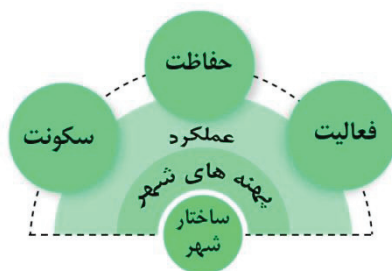 حفاظت
سکونت
فعالیت
عملکرد
پهنه های شهر
ساختار
شهر